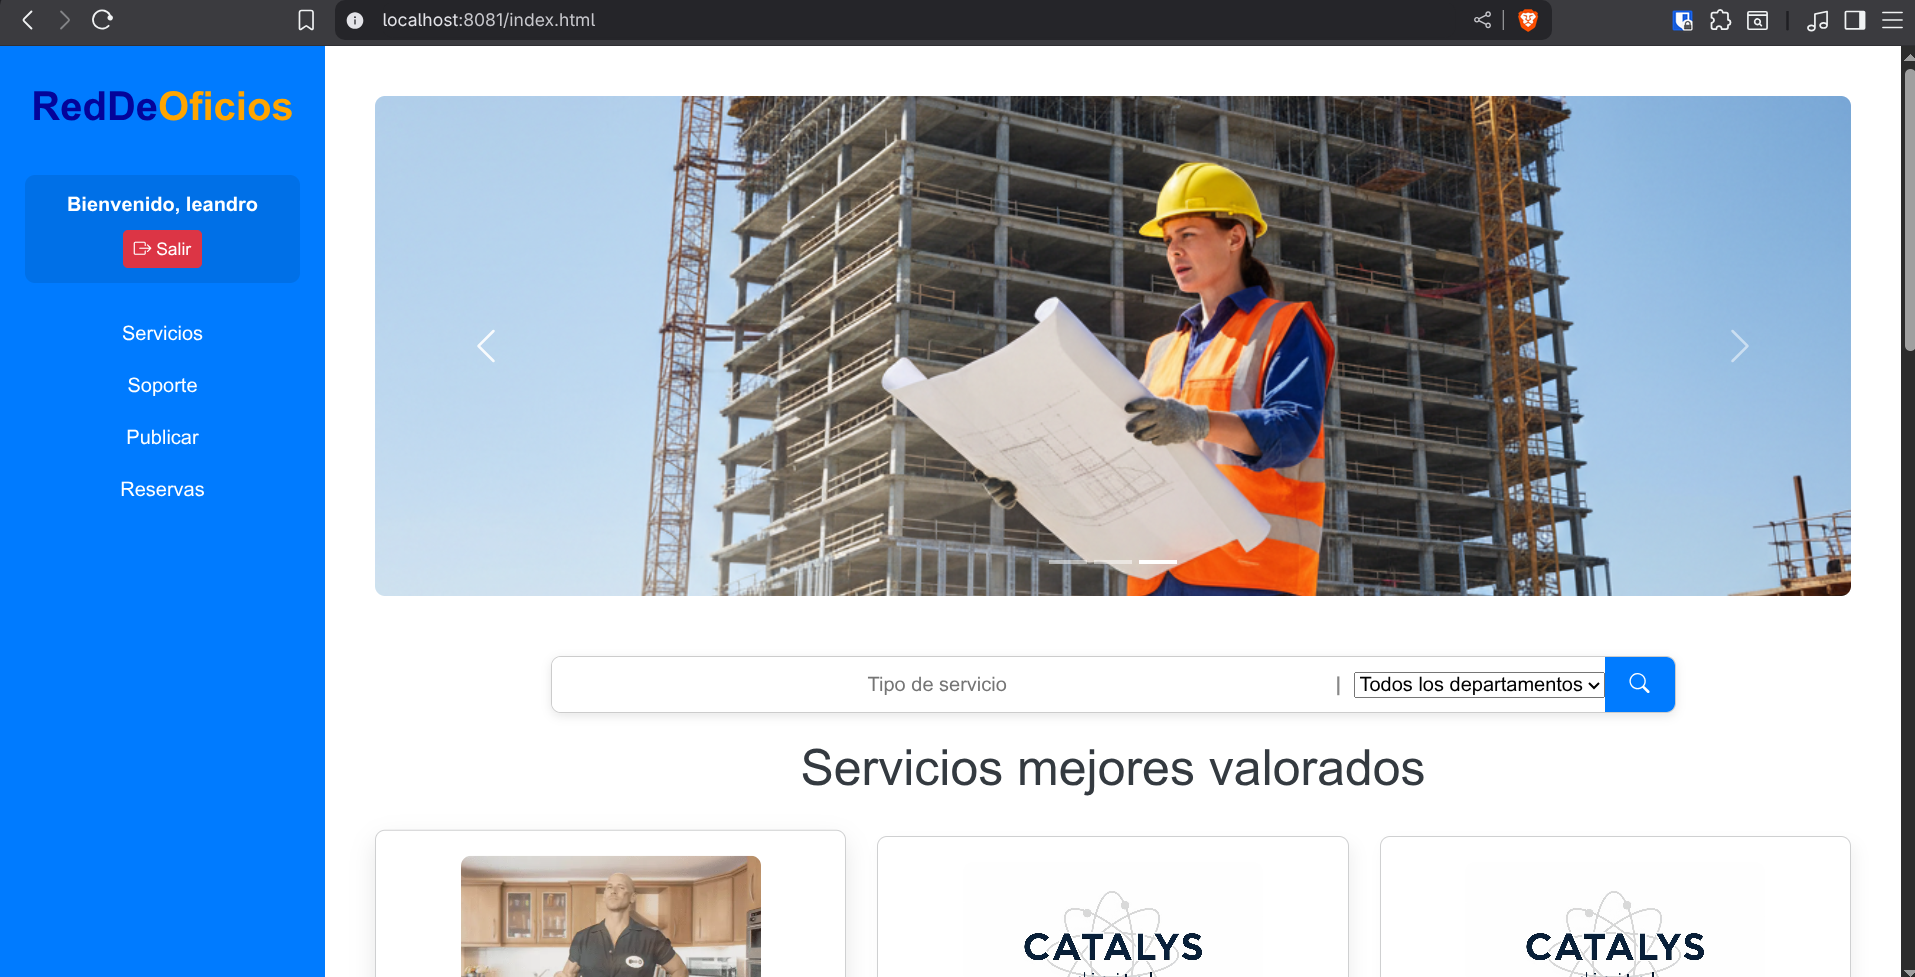 localhost:8081/index.html
RedDeOficios
Bienvenido, leandro
Salir
Servicios
Soporte
Publicar
Reservas
Tipo de servicio | Todos los departamentos
Servicios mejores valorados
CATALYS
CATALYS